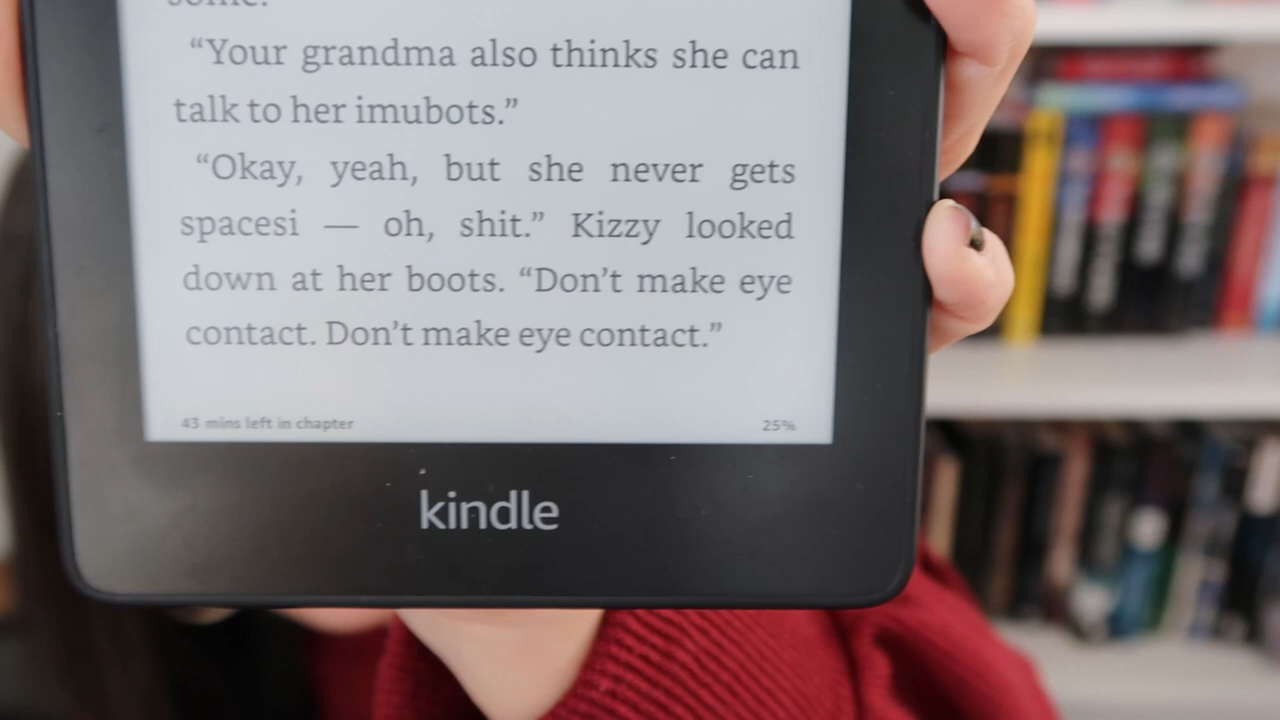 some."
“Your grandma also thinks she can
talk to her imubots.”
“Okay, yeah, but she never gets
spacesi — oh, shit.” Kizzy looked
down at her boots. “Don’t make eye
contact. Don’t make eye contact.”
43 mins left in chapter 25%
kindle